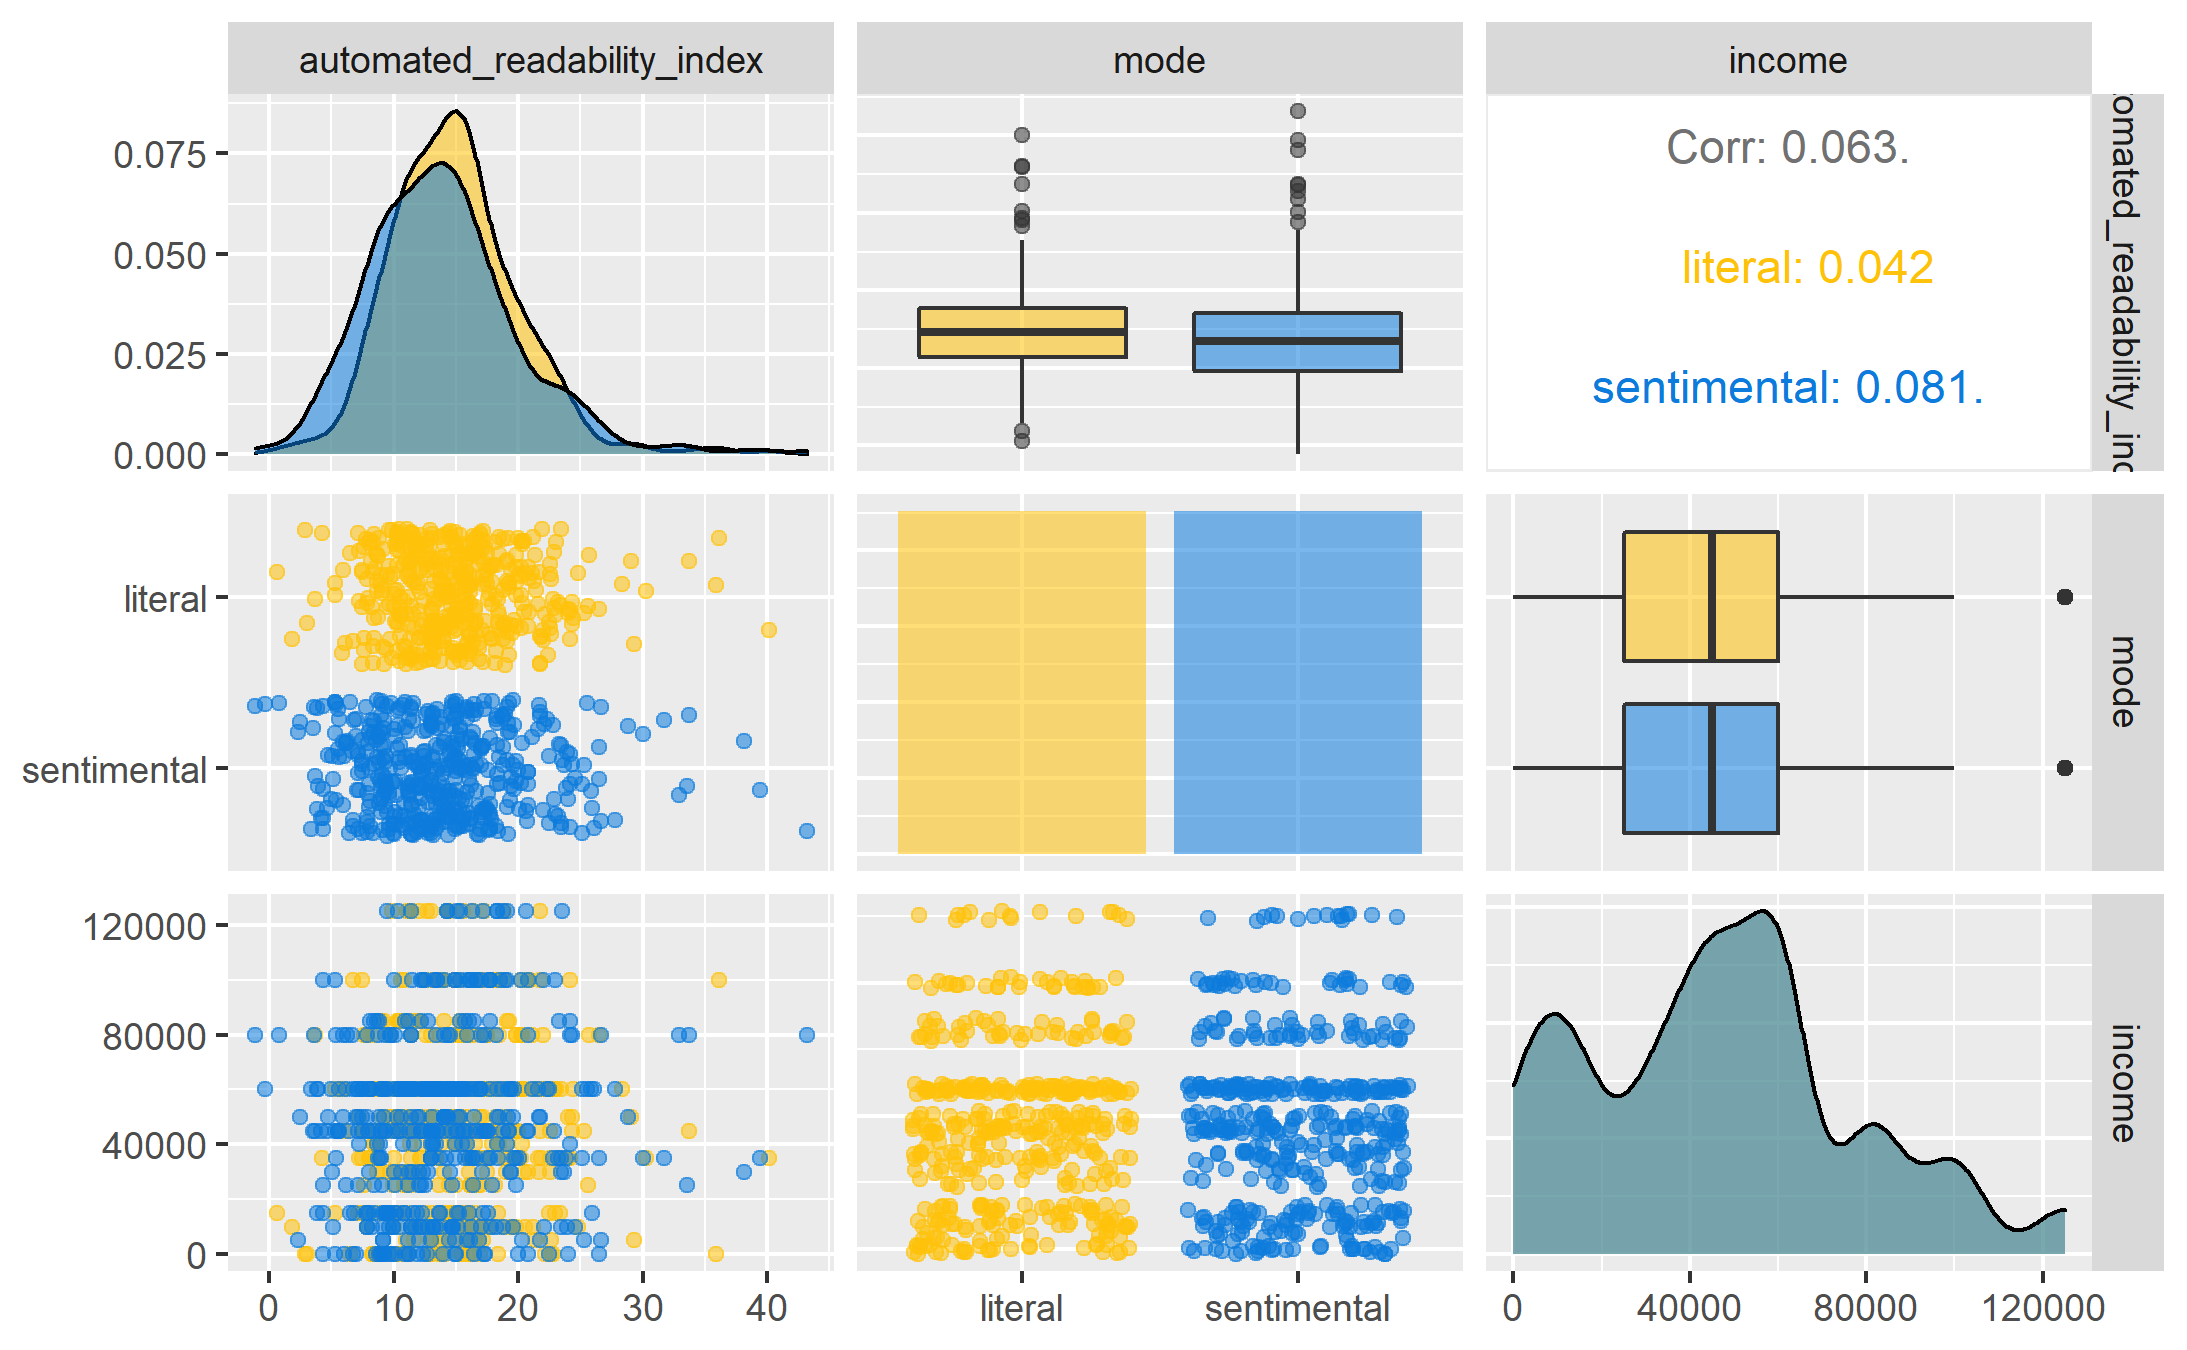 automated_readability_index
mode
income
0.075
0.050
0.025
0.000
Corr: 0.063.
literal: 0.042
sentimental: 0.081.
omated_readability_inc
literal
sentimental
mode
120000
80000
40000
0
income
0 10 20 30 40
literal sentimental
0 40000 80000 120000